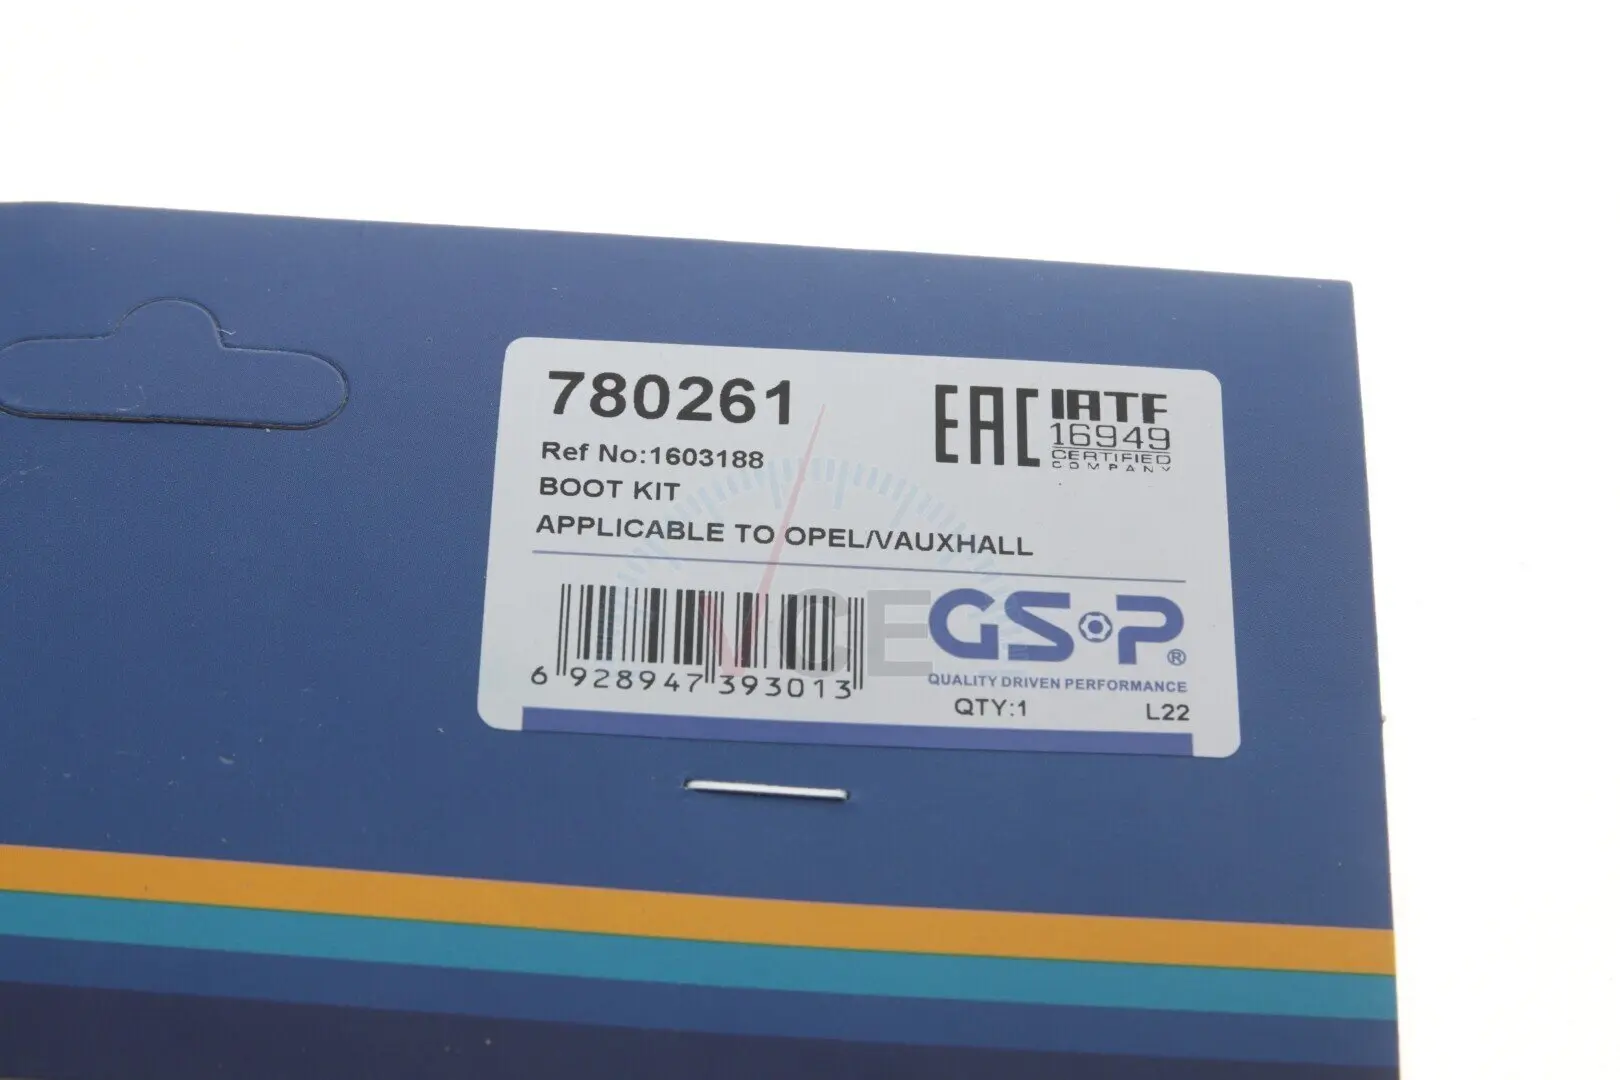 780261
EAC IATF
16949
CERTIFIED
COMPANY
Ref No:1603188
BOOT KIT
APPLICABLE TO OPEL/VAUXHALL
6 928947 393013
GSP®
QUALITY DRIVEN PERFORMANCE
QTY:1 L22
VCE